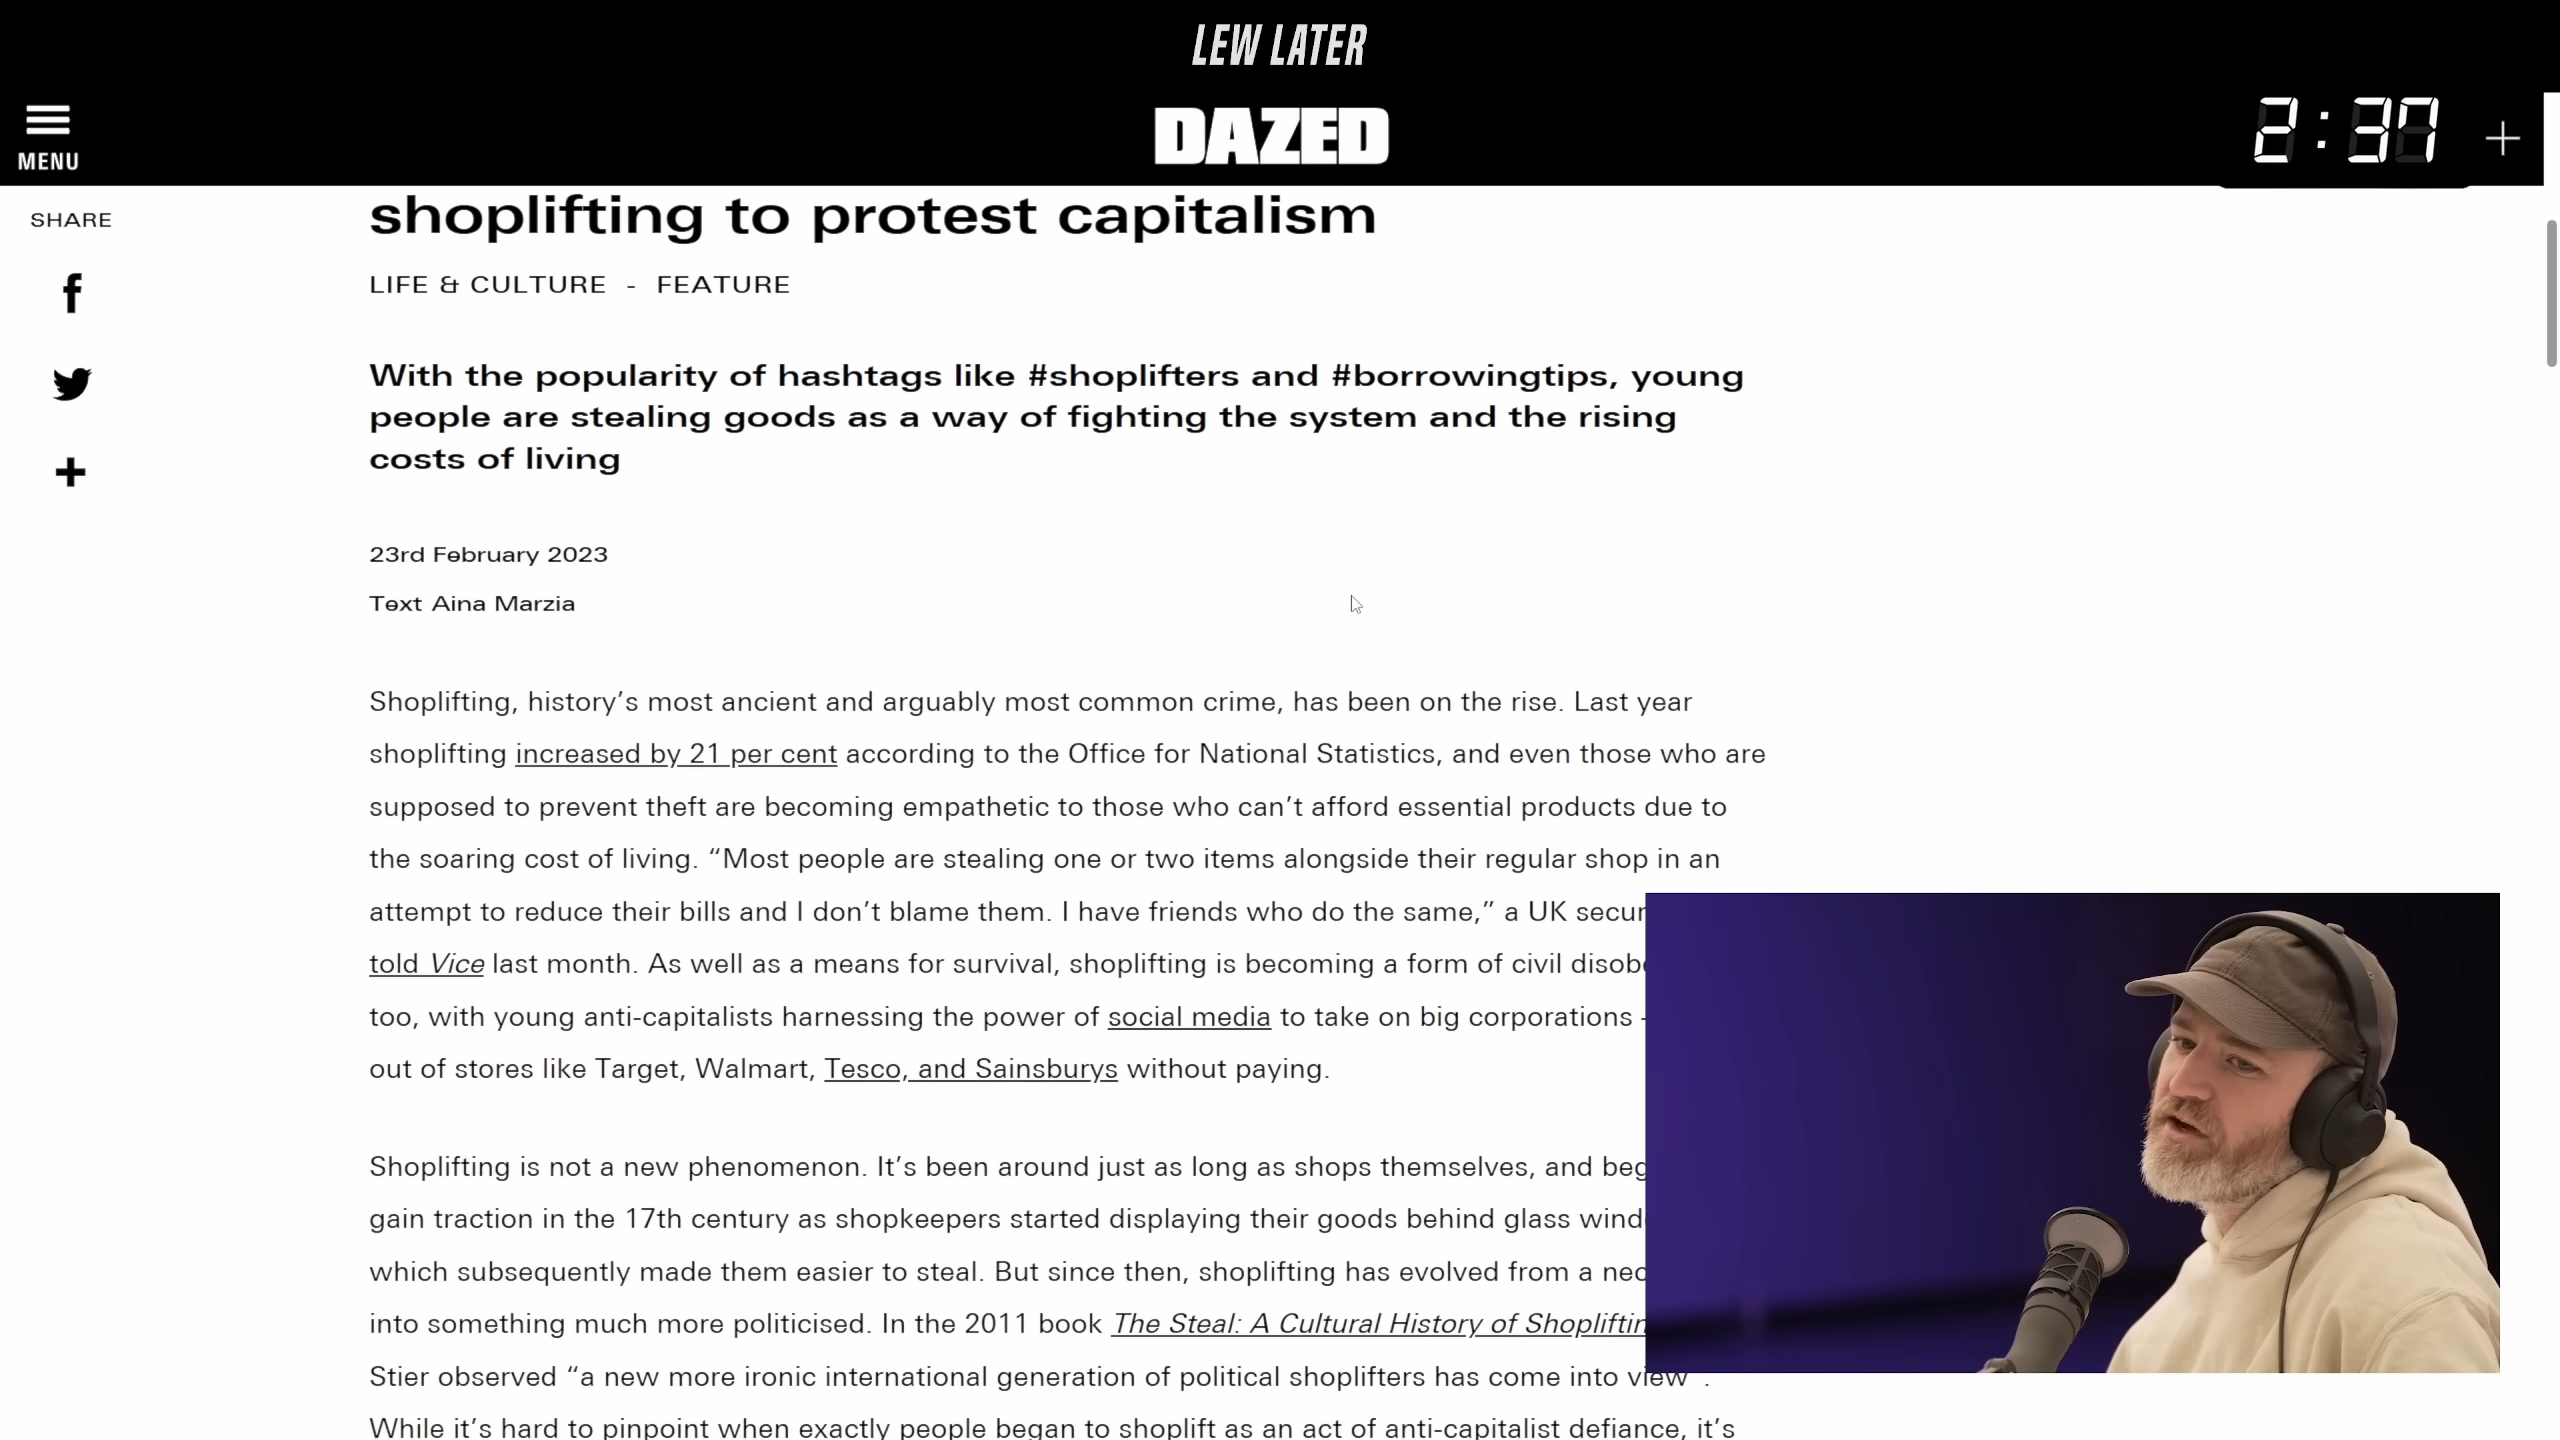 LEW LATER
MENU
DAZED
2:37
SHARE
shoplifting to protest capitalism
LIFE & CULTURE - FEATURE
With the popularity of hashtags like #shoplifters and #borrowingtips, young
people are stealing goods as a way of fighting the system and the rising
costs of living
23rd February 2023
Text Aina Marzia
Shoplifting, history’s most ancient and arguably most common crime, has been on the rise. Last year
shoplifting increased by 21 per cent according to the Office for National Statistics, and even those who are
supposed to prevent theft are becoming empathetic to those who can’t afford essential products due to
the soaring cost of living. “Most people are stealing one or two items alongside their regular shop in an
attempt to reduce their bills and I don’t blame them. I have friends who do the same,” a UK
told Vice last month. As well as a means for survival, shoplifting is becoming a form of civil
too, with young anti-capitalists harnessing the power of social media to take on big corporations -
out of stores like Target, Walmart, Tesco, and Sainsburys without paying.
Shoplifting is not a new phenomenon. It’s been around just as long as shops themselves, and
gain traction in the 17th century as shopkeepers started displaying their goods behind glass
which subsequently made them easier to steal. But since then, shoplifting has evolved from a
into something much more politicised. In the 2011 book The Steal: A Cultural History of
Stier observed “a new more ironic international generation of political shoplifters has come into view”.
While it’s hard to pinpoint when exactly people began to shoplift as an act of anti-capitalist defiance, it’s